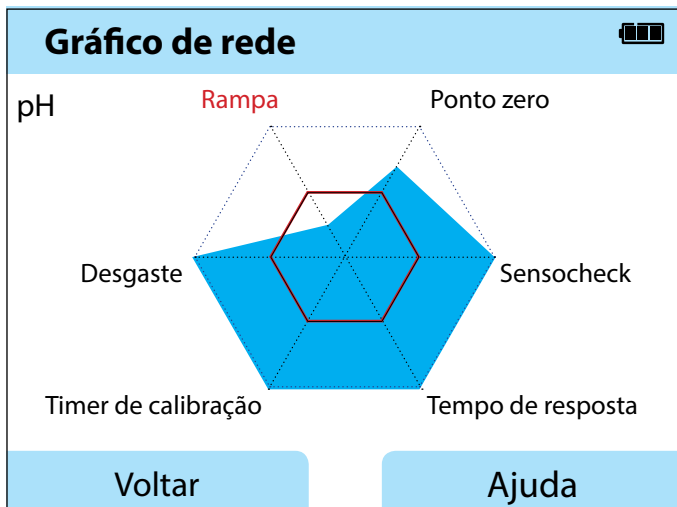 Gráfico de rede
pH
Rampa
Ponto zero
Desgaste
Sensocheck
Timer de calibração
Tempo de resposta
Voltar
Ajuda